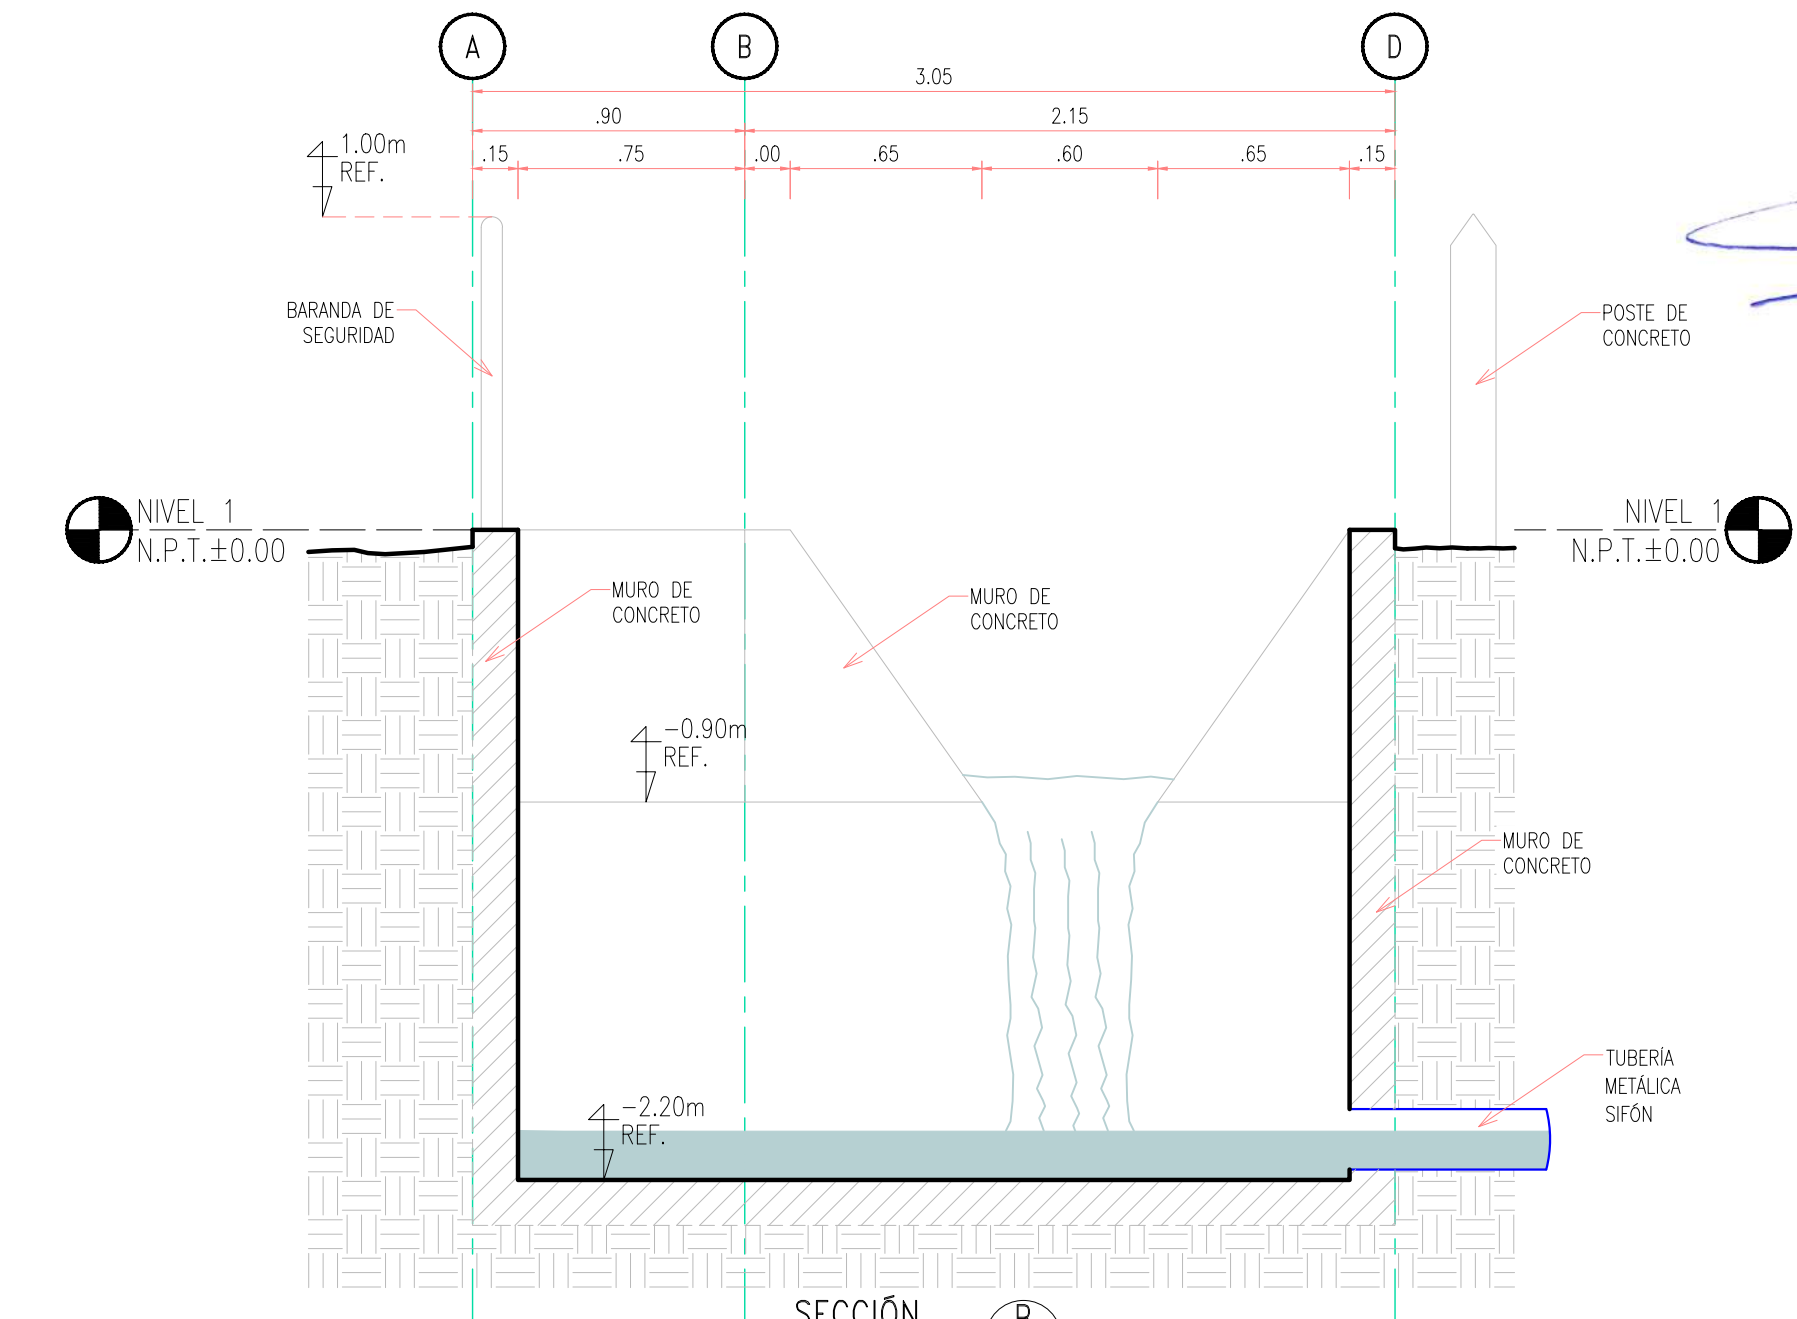 A
B
D
3.05
.90
2.15
.15
.75
.00
.65
.60
.65
.15
1.00m
REF.
BARANDA DE
SEGURIDAD
POSTE DE
CONCRETO
NIVEL 1
N.P.T.±0.00
NIVEL 1
N.P.T.±0.00
MURO DE
CONCRETO
MURO DE
CONCRETO
-0.90m
REF.
MURO DE
CONCRETO
TUBERÍA
METÁLICA
SIFÓN
-2.20m
REF.
SECCIÓN
B